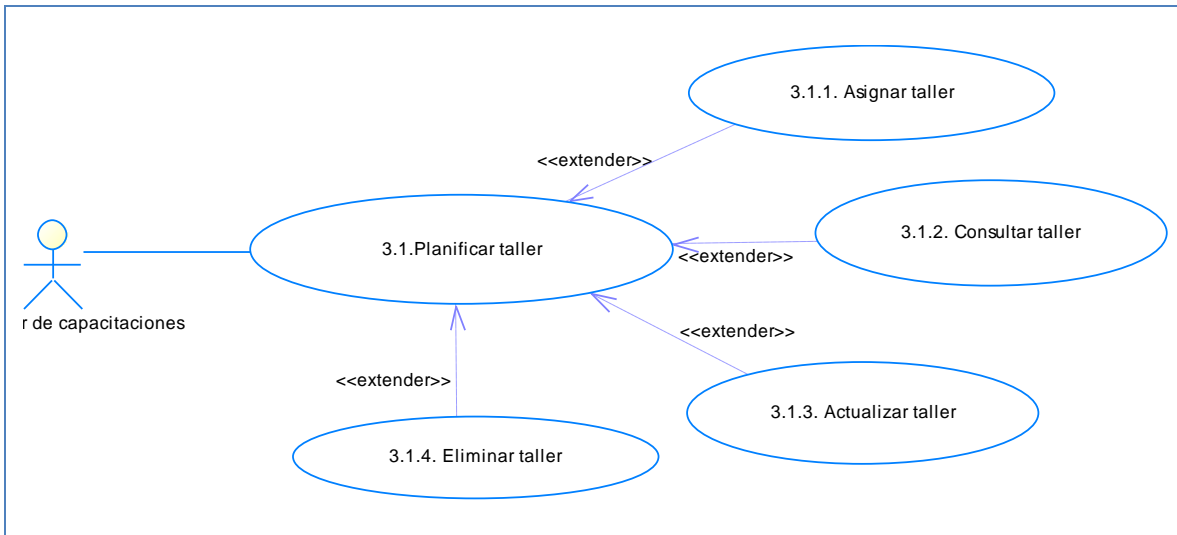 3.1.1. Asignar taller
<<extender>>
3.1.2. Consultar taller
3.1.Planificar taller
<<extender>>
r de capacitaciones
<<extender>>
<<extender>>
3.1.3. Actualizar taller
3.1.4. Eliminar taller